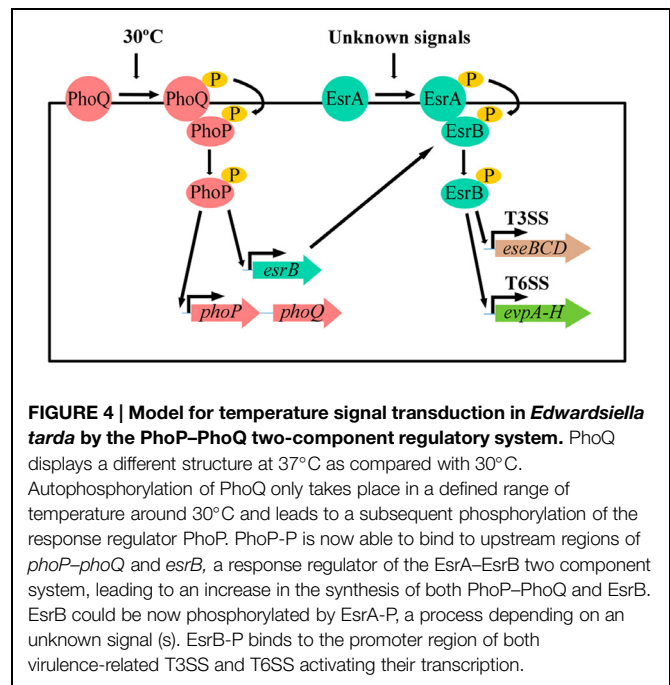 30ºC
Unknown signals
PhoQ
PhoQ
P
P
PhoP
EsrA
EsrA
P
P
EsrB
PhoP
P
EsrB
P
T3SS
eseBCD
esrB
T6SS
phoP
phoQ
evpA-H
FIGURE 4 | Model for temperature signal transduction in Edwardsiella
tarda by the PhoP–PhoQ two-component regulatory system. PhoQ
displays a different structure at 37°C as compared with 30°C.
Autophosphorylation of PhoQ only takes place in a defined range of
temperature around 30°C and leads to a subsequent phosphorylation of the
response regulator PhoP. PhoP-P is now able to bind to upstream regions of
phoP–phoQ and esrB, a response regulator of the EsrA–EsrB two component
system, leading to an increase in the synthesis of both PhoP–PhoQ and EsrB.
EsrB could be now phosphorylated by EsrA-P, a process depending on an
unknown signal (s). EsrB-P binds to the promoter region of both
virulence-related T3SS and T6SS activating their transcription.